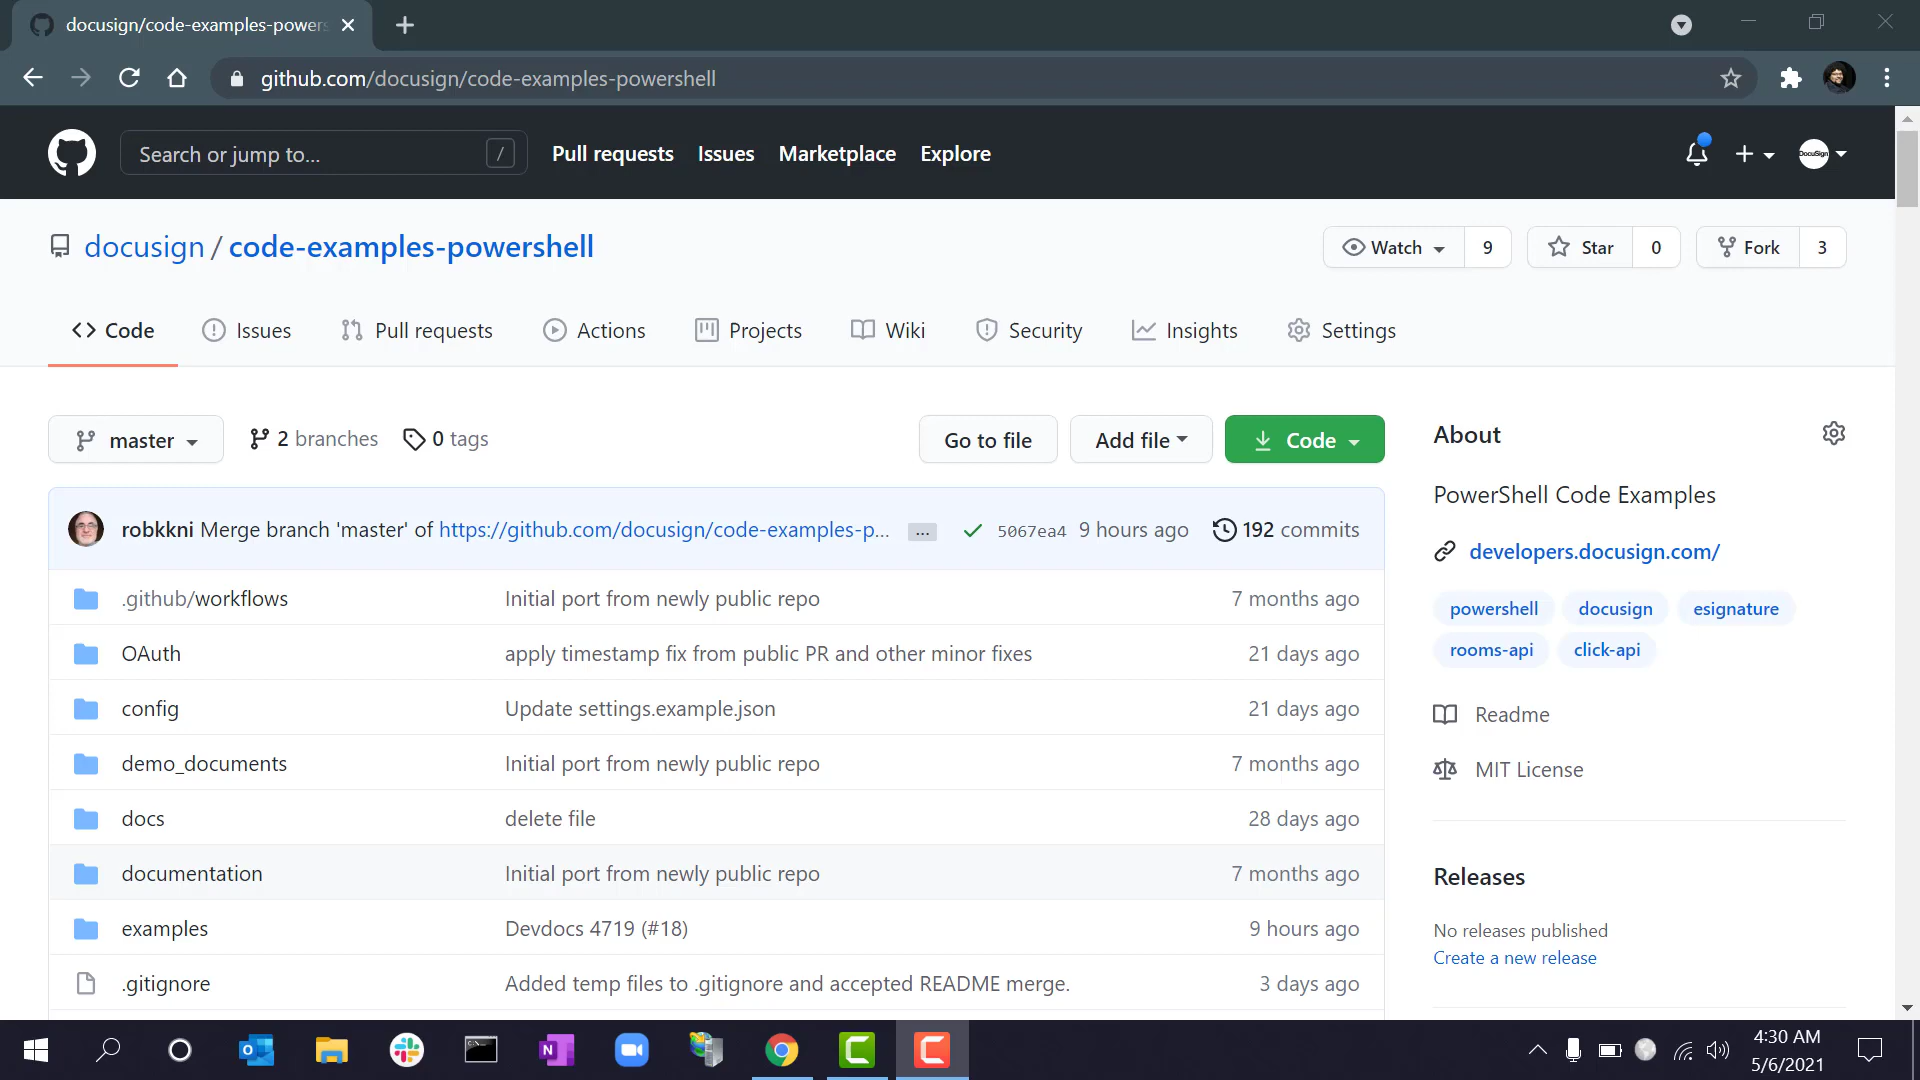 docusign/code-examples-powers
github.com/docusign/code-examples-powershell
Search or jump to... /
Pull requests Issues Marketplace Explore
DocuSign
docusign / code-examples-powershell
Watch 9 Star 0 Fork 3
Code Issues Pull requests Actions Projects Wiki Security Insights Settings
master 2 branches 0 tags Go to file Add file Code
robkkni Merge branch 'master' of https://github.com/docusign/code-examples-p... ... 5067ea4 9 hours ago 192 commits
.github/workflows Initial port from newly public repo 7 months ago
OAuth apply timestamp fix from public PR and other minor fixes 21 days ago
config Update settings.example.json 21 days ago
demo_documents Initial port from newly public repo 7 months ago
docs delete file 28 days ago
documentation Initial port from newly public repo 7 months ago
examples Devdocs 4719 (#18) 9 hours ago
.gitignore Added temp files to .gitignore and accepted README merge. 3 days ago
About
PowerShell Code Examples
developers.docusign.com/
powershell docusign esignature
rooms-api click-api
Readme
MIT License
Releases
No releases published
Create a new release
4:30 AM
5/6/2021